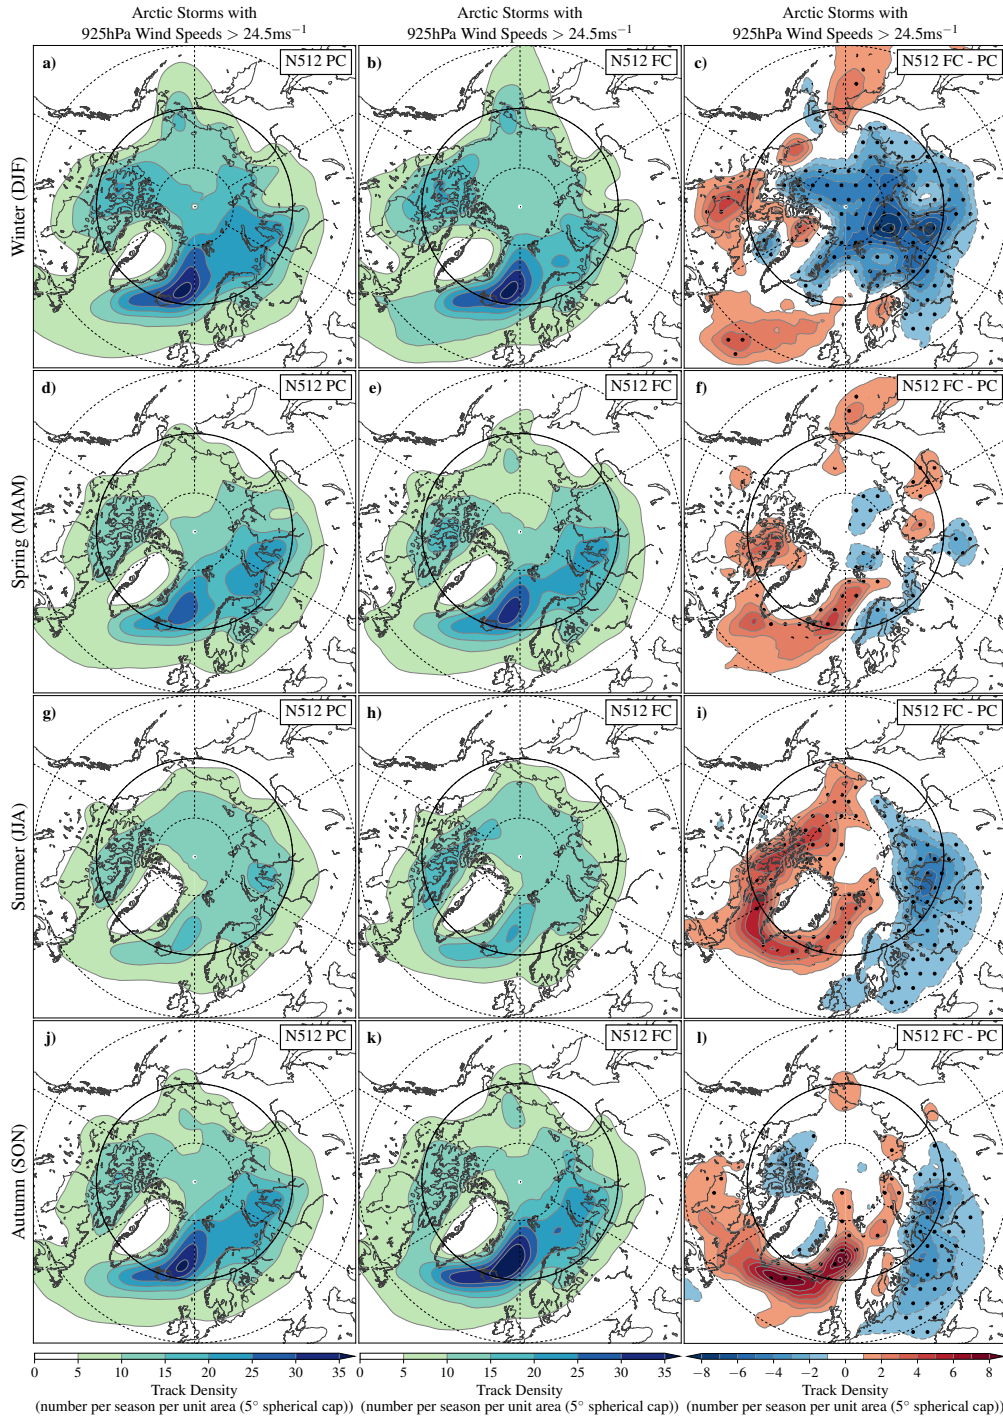 Arctic Storms with
925hPa Wind Speeds > 24.5ms⁻¹
Arctic Storms with
925hPa Wind Speeds > 24.5ms⁻¹
Arctic Storms with
925hPa Wind Speeds > 24.5ms⁻¹
Winter (DJF)
a)
N512 PC
b)
N512 FC
c)
N512 FC - PC
Spring (MAM)
d)
N512 PC
e)
N512 FC
f)
N512 FC - PC
Summer (JJA)
g)
N512 PC
h)
N512 FC
i)
N512 FC - PC
Autumn (SON)
j)
N512 PC
k)
N512 FC
l)
N512 FC - PC
0 5 10 15 20 25 30 35
Track Density
(number per season per unit area (5° spherical cap))
0 5 10 15 20 25 30 35
Track Density
(number per season per unit area (5° spherical cap))
−8 −6 −4 −2 0 2 4 6 8
Track Density
(number per season per unit area (5° spherical cap))